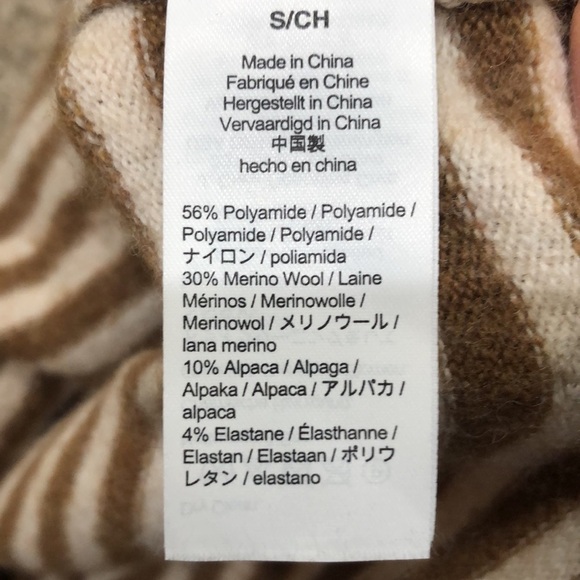 S/CH
Made in China
Fabriqué en Chine
Hergestellt in China
Vervaardigd in China
中国製
hecho en china
56% Polyamide / Polyamide /
Polyamide / Polyamide /
ナイロン / poliamida
30% Merino Wool / Laine
Mérinos / Merinowolle /
Merinowol / メリノウール /
lana merino
10% Alpaca / Alpaga /
Alpaka / Alpaca / アルパカ /
alpaca
4% Elastane / Élasthanne /
Elastan / Elastaan / ポリウ
レタン / elastano